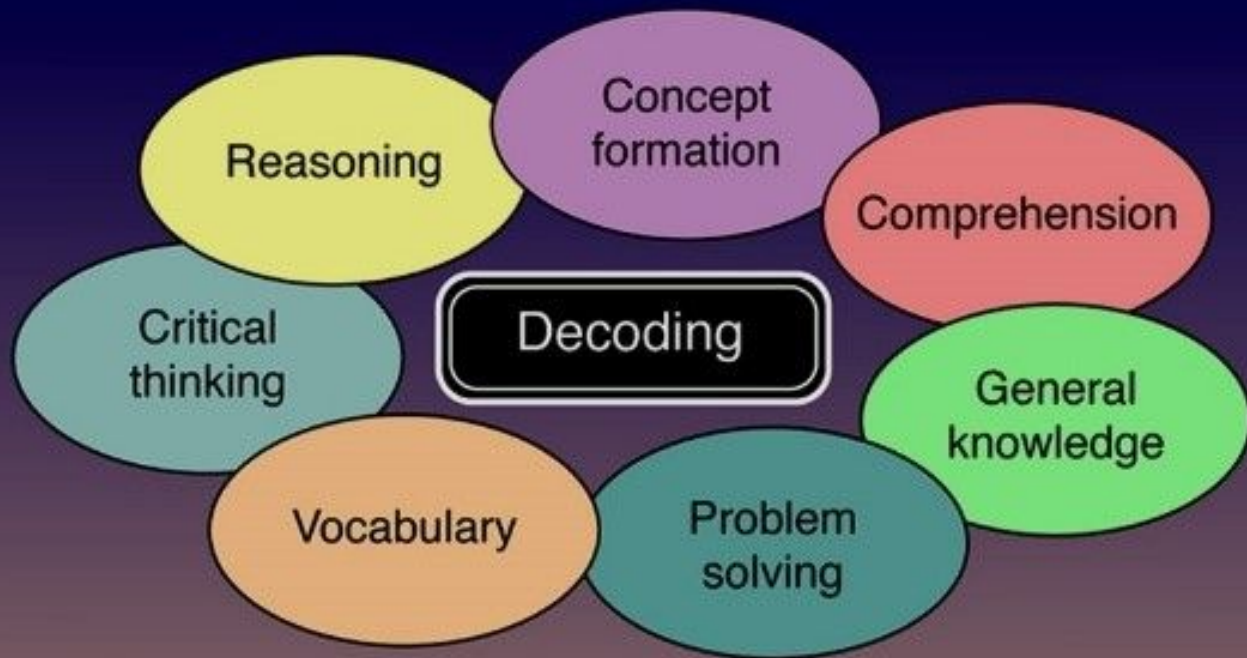 Concept
formation
Reasoning
Comprehension
Decoding
Critical
thinking
General
knowledge
Vocabulary
Problem
solving